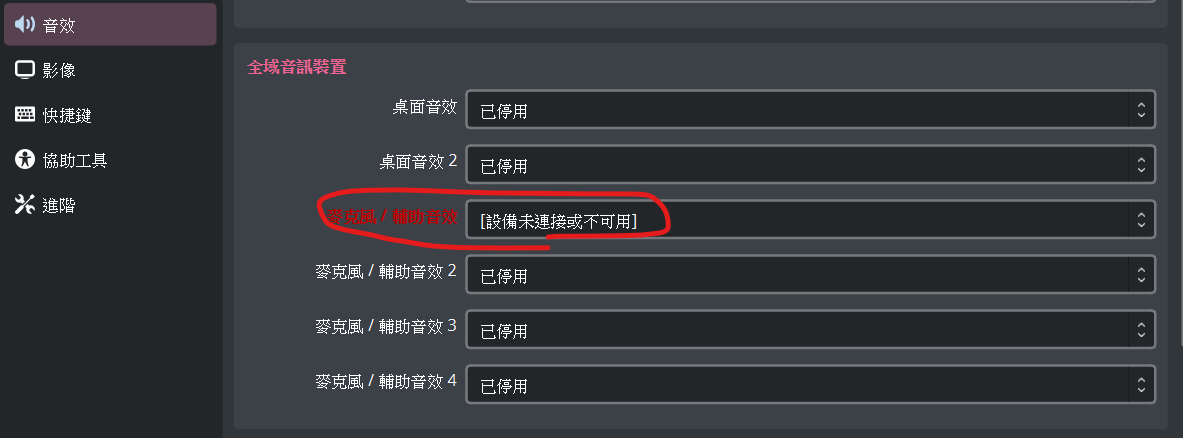 音效
影像
快捷鍵
協助工具
進階
全域音訊裝置
桌面音效 已停用
桌面音效 2 已停用
麥克風 / 輔助音效 [設備未連接或不可用]
麥克風 / 輔助音效 2 已停用
麥克風 / 輔助音效 3 已停用
麥克風 / 輔助音效 4 已停用